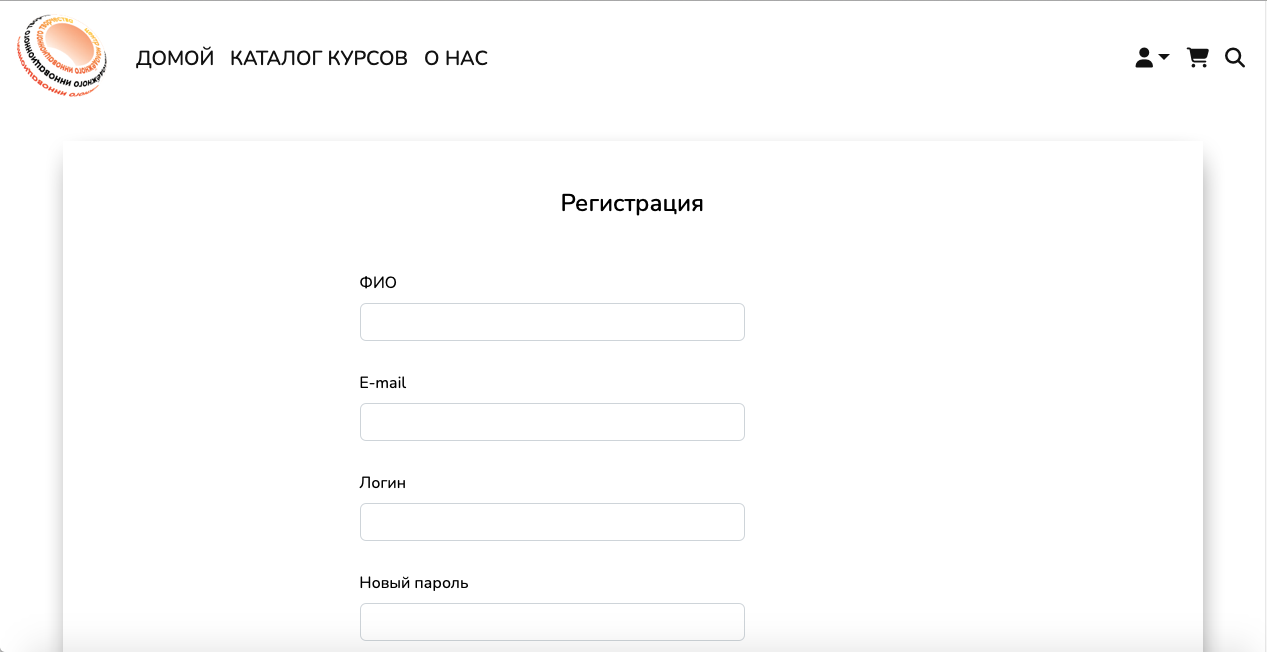 ДОМОЙ КАТАЛОГ КУРСОВ О НАС
Регистрация
ФИО
E-mail
Логин
Новый пароль